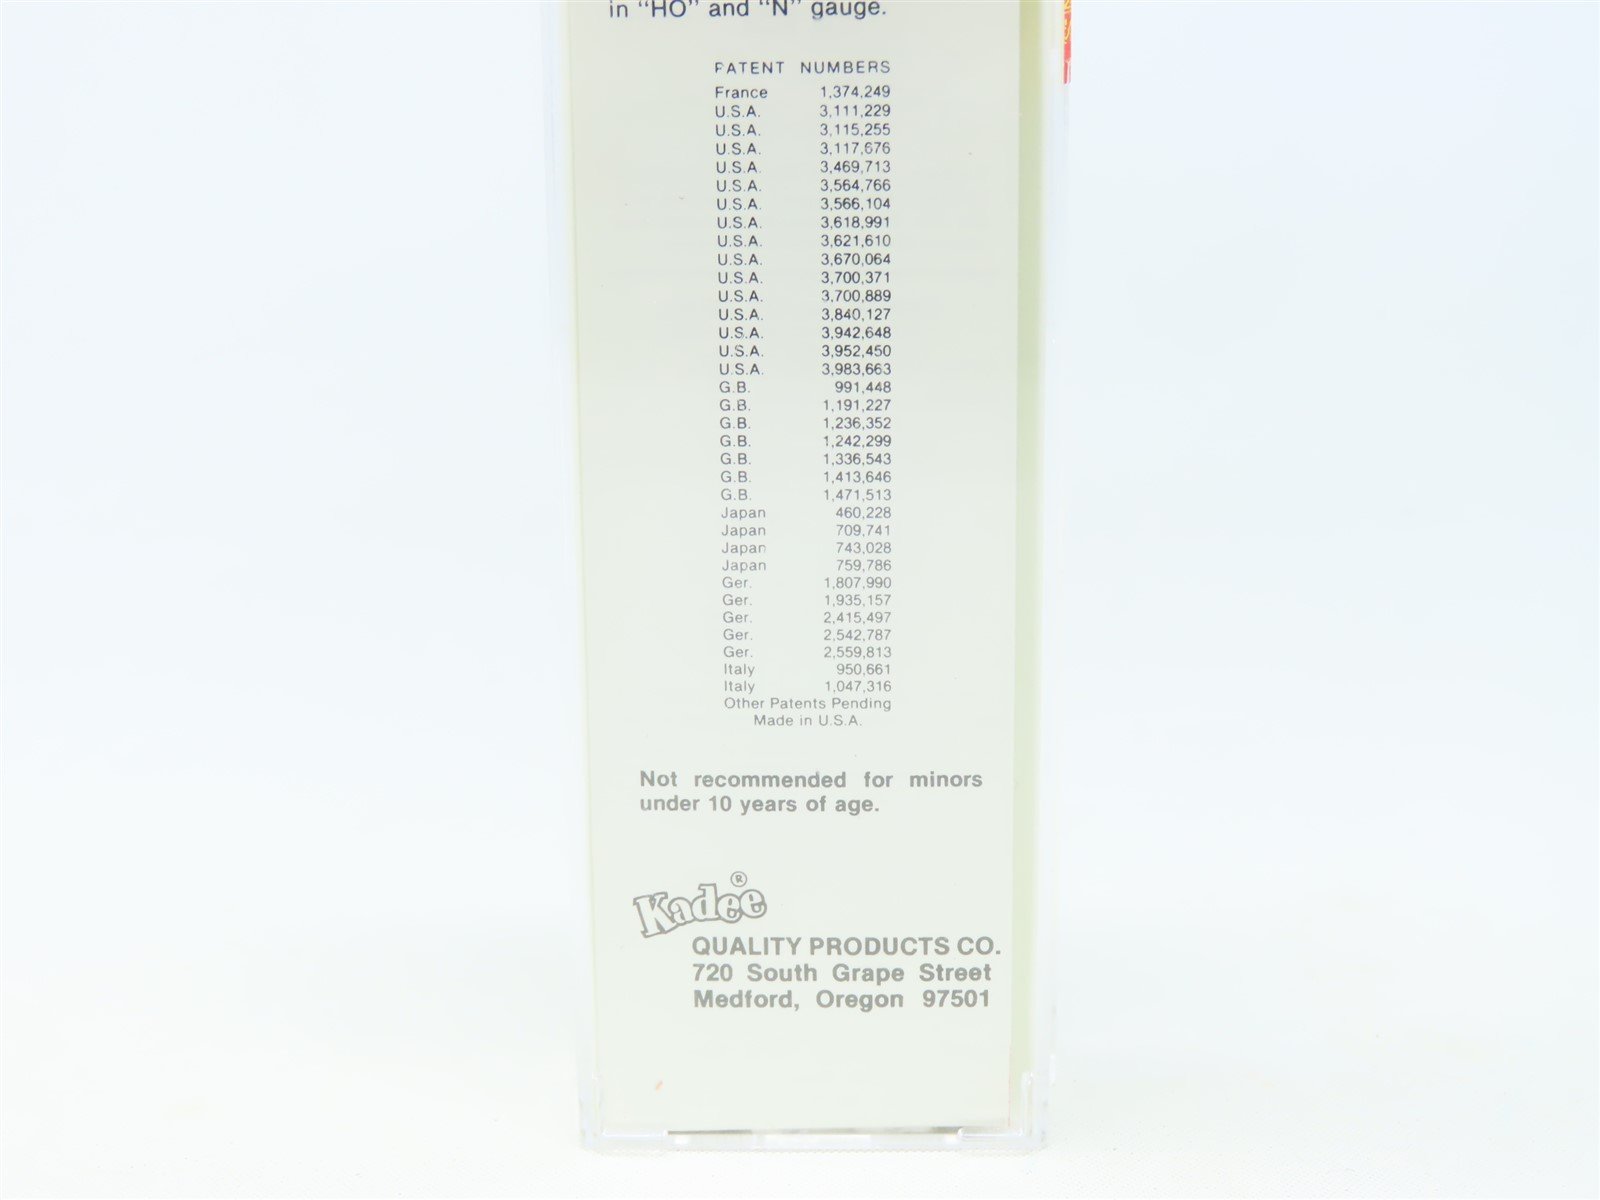 in "HO" and "N" gauge.
PATENT NUMBERS
France 1,374,249
U.S.A. 3,111,229
U.S.A. 3,115,255
U.S.A. 3,117,676
U.S.A. 3,469,713
U.S.A. 3,564,766
U.S.A. 3,566,104
U.S.A. 3,618,991
U.S.A. 3,621,610
U.S.A. 3,670,064
U.S.A. 3,700,371
U.S.A. 3,700,889
U.S.A. 3,840,127
U.S.A. 3,942,648
U.S.A. 3,952,450
U.S.A. 3,983,663
G.B. 991,448
G.B. 1,191,227
G.B. 1,236,352
G.B. 1,242,299
G.B. 1,336,543
G.B. 1,413,646
G.B. 1,471,513
Japan 460,228
Japan 709,741
Japan 743,028
Japan 759,786
Ger. 1,807,990
Ger. 1,935,157
Ger. 2,415,497
Ger. 2,542,787
Ger. 2,559,813
Italy 950,661
Italy 1,047,316
Other Patents Pending
Made in U.S.A.
Not recommended for minors
under 10 years of age.
Kadee®
QUALITY PRODUCTS CO.
720 South Grape Street
Medford, Oregon 97501